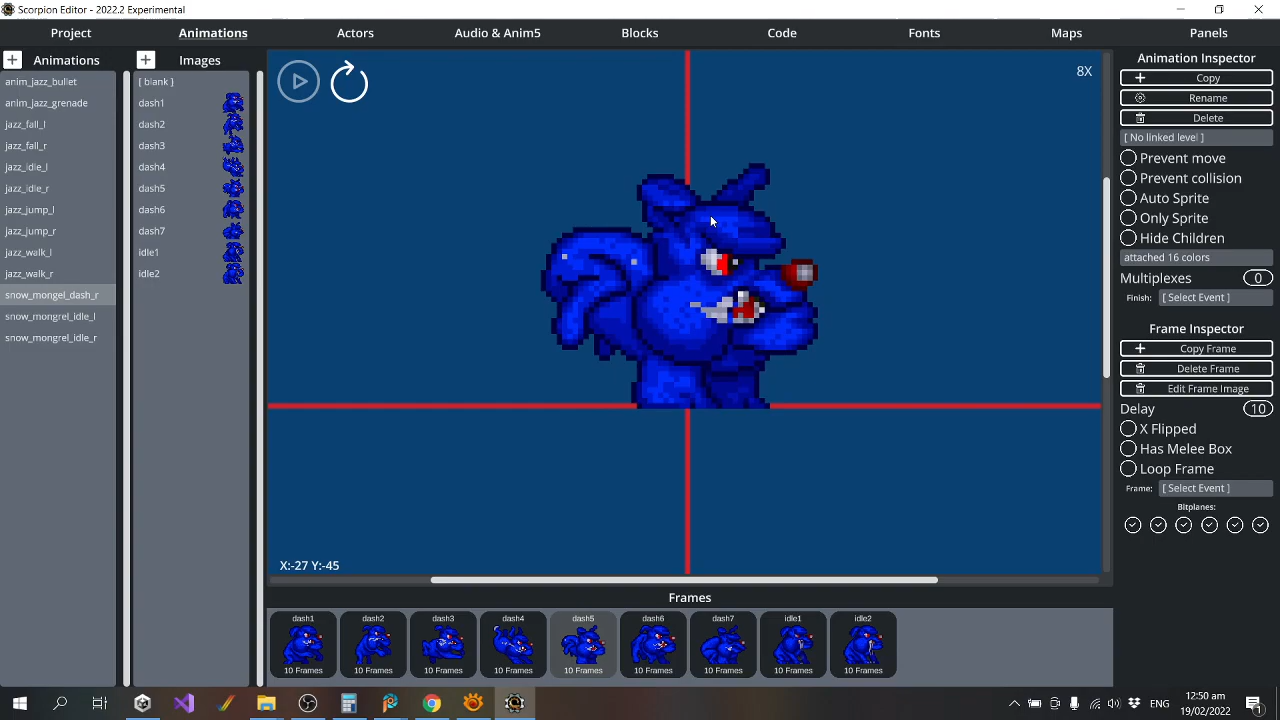 Scorpion Editor - 2022.2 Experimental
Project
Animations
Actors
Audio & Anim5
Blocks
Code
Fonts
Maps
Panels
+ Animations
anim_jazz_bullet
anim_jazz_grenade
jazz_fall_l
jazz_fall_r
jazz_idle_l
jazz_idle_r
jazz_jump_l
jazz_jump_r
jazz_walk_l
jazz_walk_r
snow_mongel_dash_r
snow_mongrel_idle_l
snow_mongrel_idle_r
+ Images
[ blank ]
dash1
dash2
dash3
dash4
dash5
dash6
dash7
idle1
idle2
8X
X:-27 Y:-45
Animation Inspector
+ Copy
Rename
Delete
[ No linked level ]
Prevent move
Prevent collision
Auto Sprite
Only Sprite
Hide Children
attached 16 colors
Multiplexes 0
Finish: [ Select Event ]
Frame Inspector
+ Copy Frame
Delete Frame
Edit Frame Image
Delay 10
X Flipped
Has Melee Box
Loop Frame
Frame: [ Select Event ]
Bitplanes:
Frames
dash1
10 Frames
dash2
10 Frames
dash3
10 Frames
dash4
10 Frames
dash5
10 Frames
dash6
10 Frames
dash7
10 Frames
idle1
10 Frames
idle2
10 Frames
ENG
12:50 am
19/02/2022